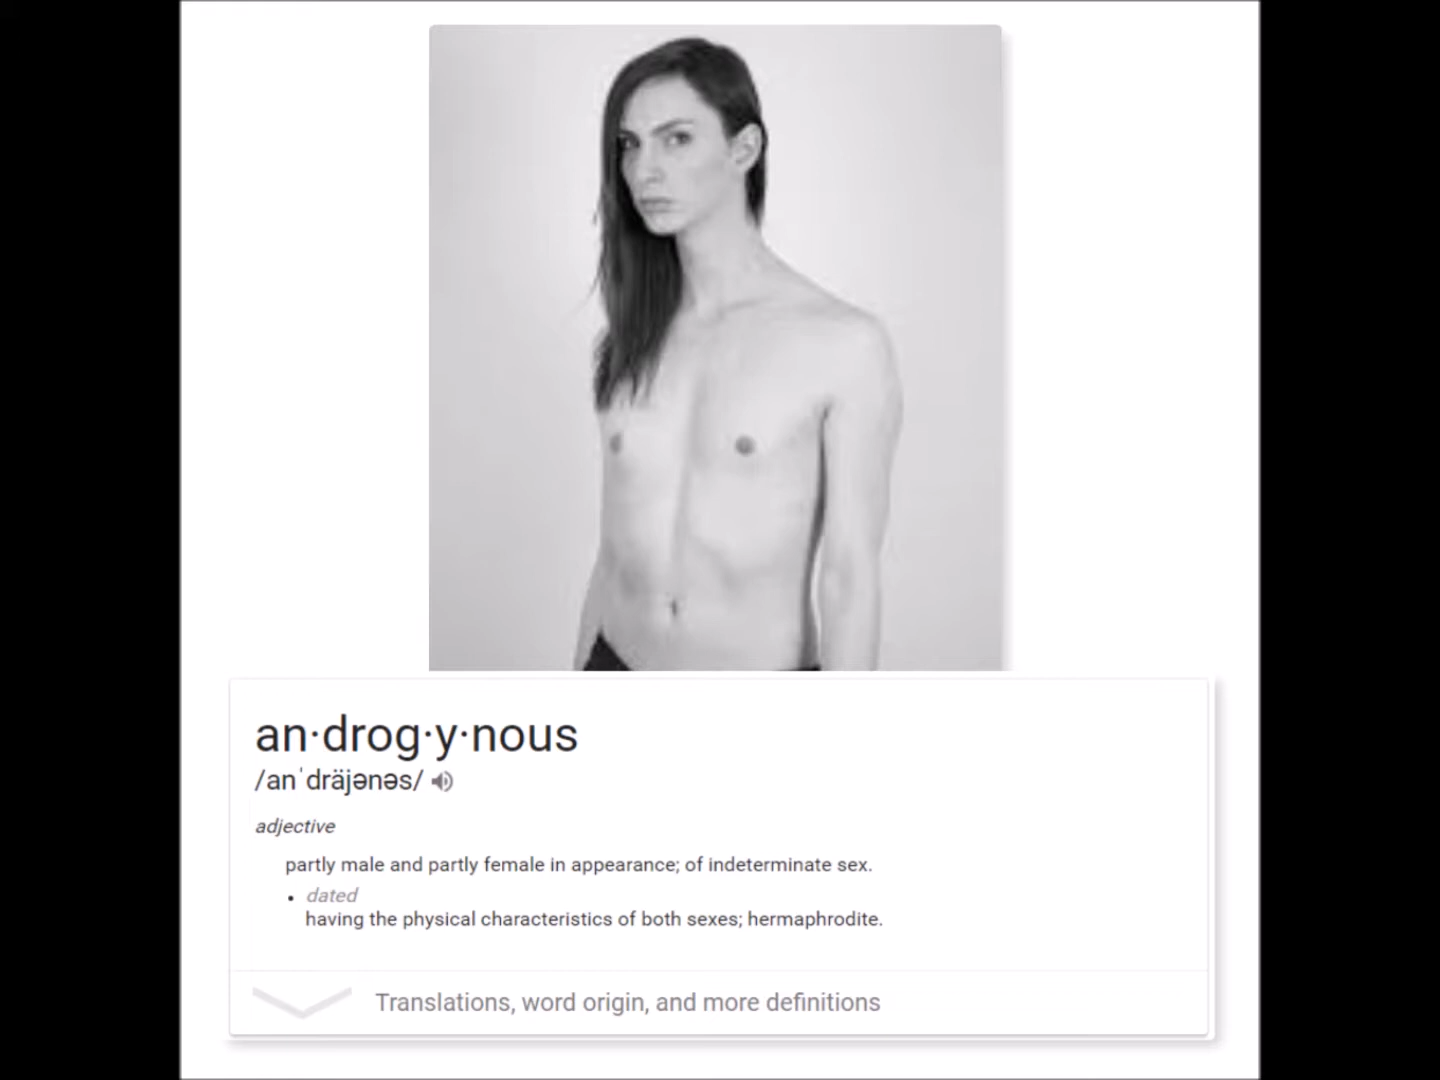 an·drog·y·nous
/anˈdräjənəs/
adjective
partly male and partly female in appearance; of indeterminate sex.
• dated
having the physical characteristics of both sexes; hermaphrodite.
Translations, word origin, and more definitions